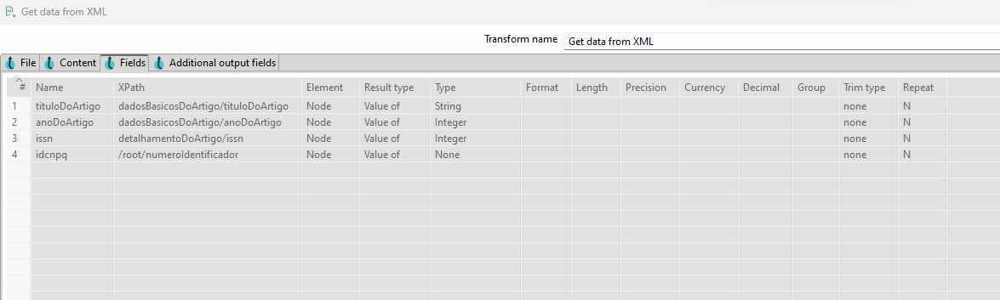 Get data from XML
Transform name Get data from XML
File Content Fields Additional output fields
# Name XPath Element Result type Type Format Length Precision Currency Decimal Group Trim type Repeat
1 tituloDoArtigo dadosBasicosDoArtigo/tituloDoArtigo Node Value of String none N
2 anoDoArtigo dadosBasicosDoArtigo/anoDoArtigo Node Value of Integer none N
3 issn detalhamentoDoArtigo/issn Node Value of Integer none N
4 idcnpq /root/numeroIdentificador Node Value of None none N